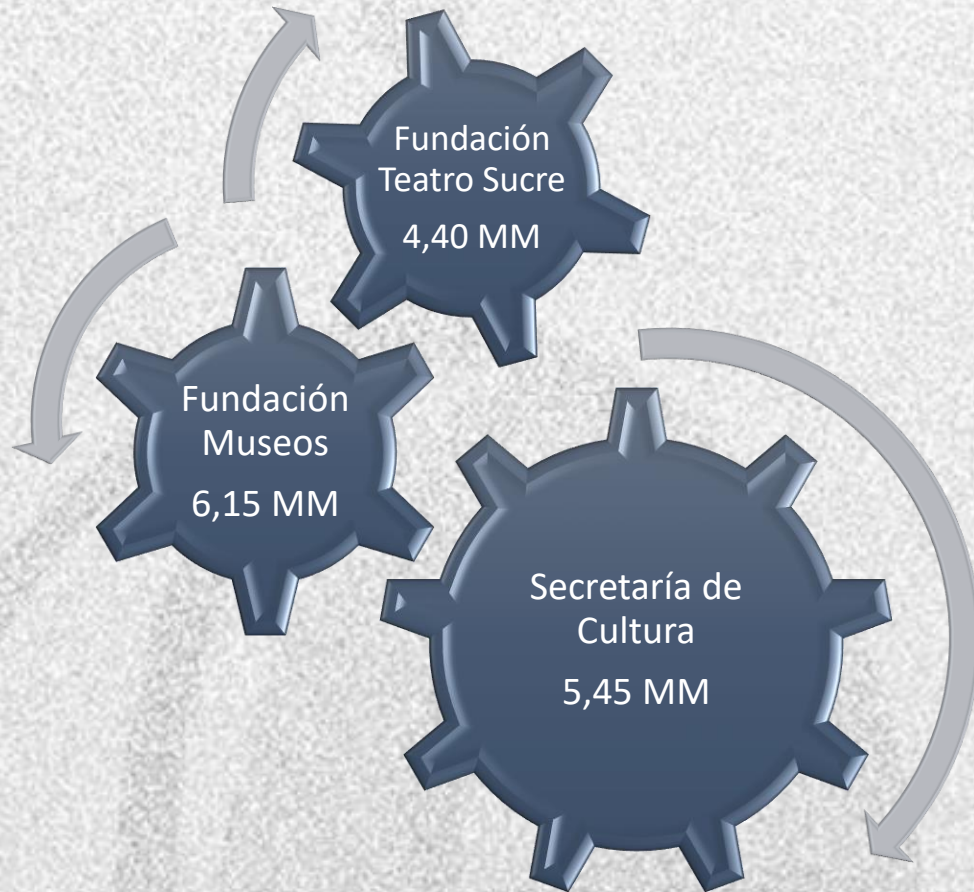 Fundación
Teatro Sucre
4,40 MM
Fundación
Museos
6,15 MM
Secretaría de
Cultura
5,45 MM